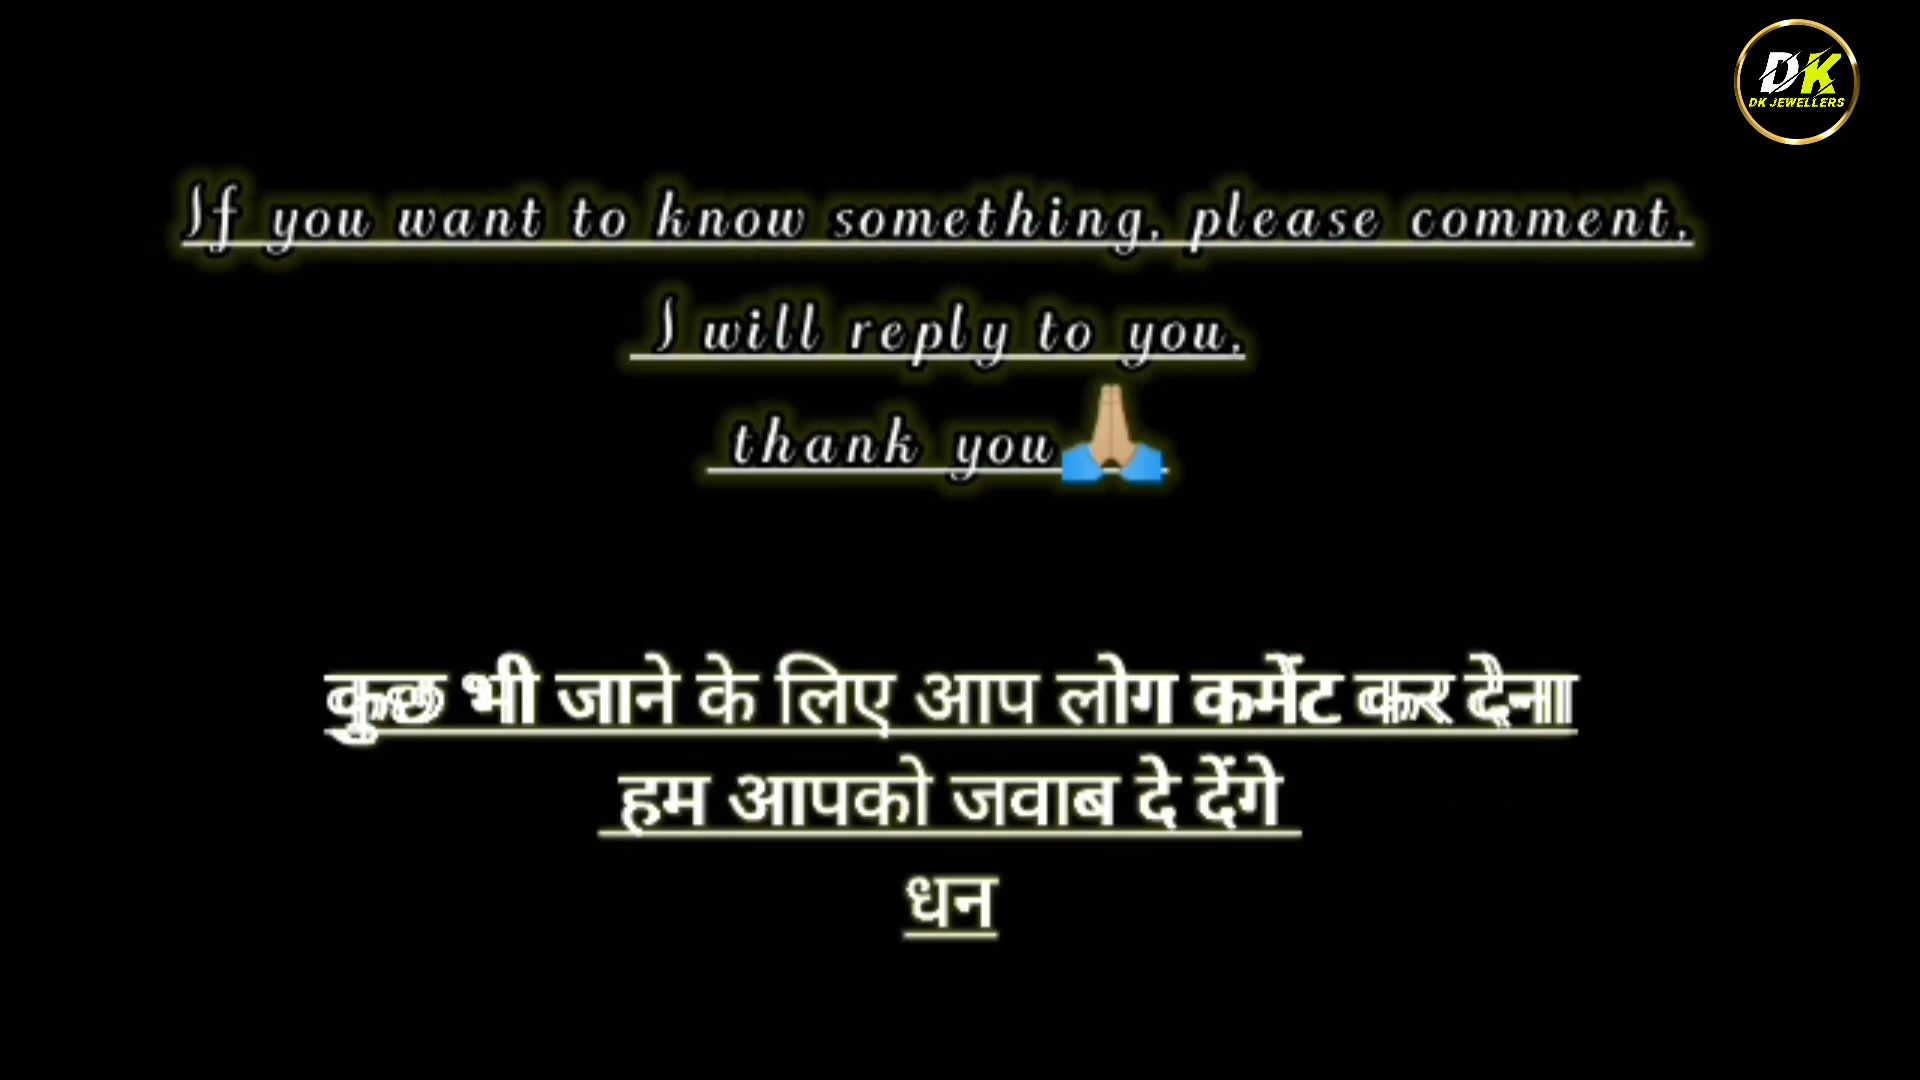 DK
DK JEWELLERS
If you want to know something, please comment,
I will reply to you,
thank you🙏🏼
कुछ भी जाने के लिए आप लोग कमेंट कर देना
हम आपको जवाब दे देंगे
धन